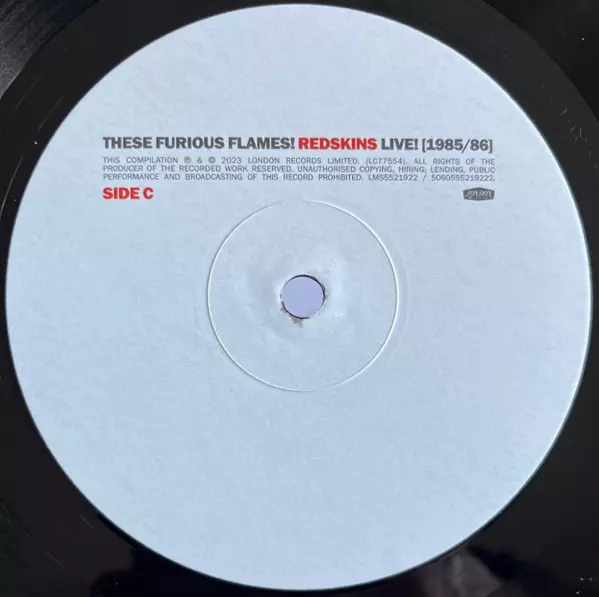 THESE FURIOUS FLAMES! REDSKINS LIVE! [1985/86]
THIS COMPILATION ℗ & © 2023 LONDON RECORDS LIMITED. (LC77554). ALL RIGHTS OF THE
PRODUCER OF THE RECORDED WORK RESERVED. UNAUTHORISED COPYING, HIRING, LENDING, PUBLIC
PERFORMANCE AND BROADCASTING OF THIS RECORD PROHIBITED. LMS5521922 / 5060555219222.
SIDE C
LONDON